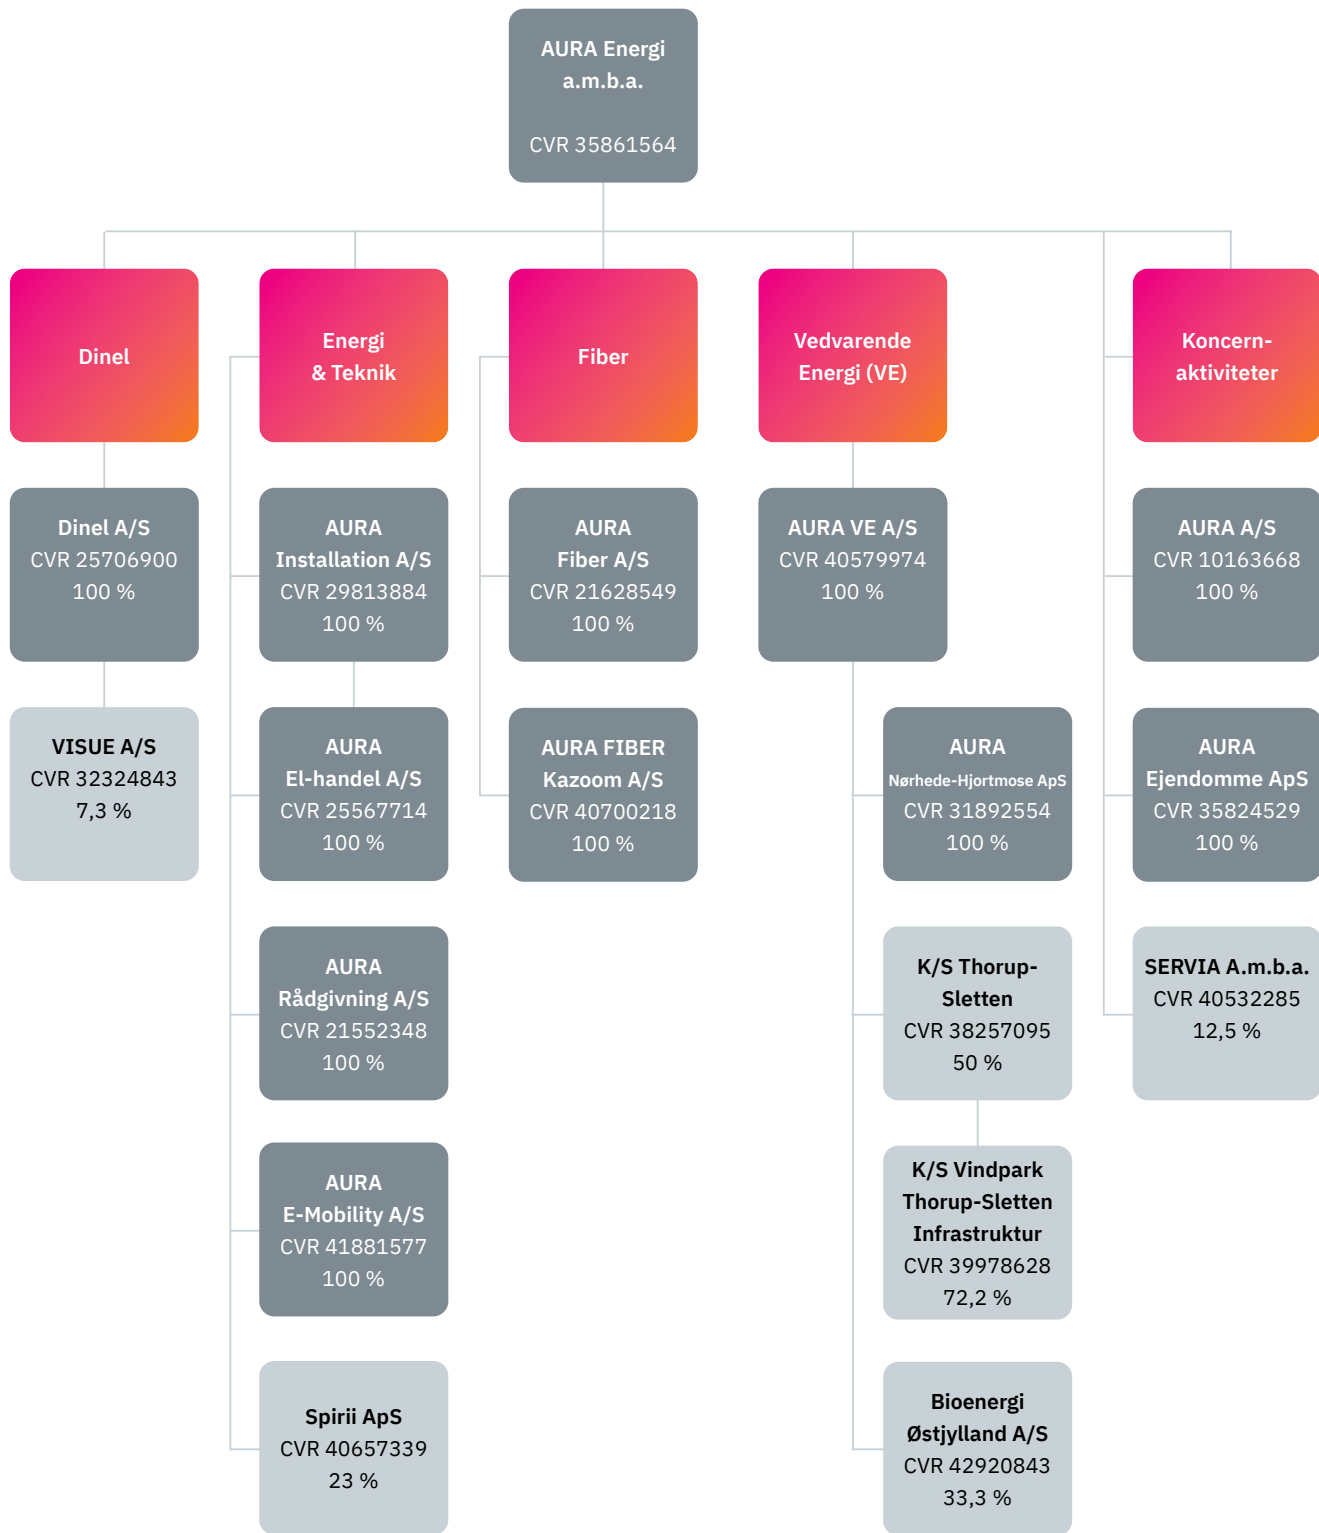 AURA Energi
a.m.b.a.
CVR 35861564
Dinel
Energi
& Teknik
Fiber
Vedvarende
Energi (VE)
Koncern-
aktiviteter
Dinel A/S
CVR 25706900
100 %
AURA
Installation A/S
CVR 29813884
100 %
AURA
Fiber A/S
CVR 21628549
100 %
AURA VE A/S
CVR 40579974
100 %
AURA A/S
CVR 10163668
100 %
VISUE A/S
CVR 32324843
7,3 %
AURA
El-handel A/S
CVR 25567714
100 %
AURA FIBER
Kazoom A/S
CVR 40700218
100 %
AURA
Nørhede-Hjortmose ApS
CVR 31892554
100 %
AURA
Ejendomme ApS
CVR 35824529
100 %
AURA
Rådgivning A/S
CVR 21552348
100 %
K/S Thorup-
Sletten
CVR 38257095
50 %
SERVIA A.m.b.a.
CVR 40532285
12,5 %
AURA
E-Mobility A/S
CVR 41881577
100 %
K/S Vindpark
Thorup-Sletten
Infrastruktur
CVR 39978628
72,2 %
Spirii ApS
CVR 40657339
23 %
Bioenergi
Østjylland A/S
CVR 42920843
33,3 %